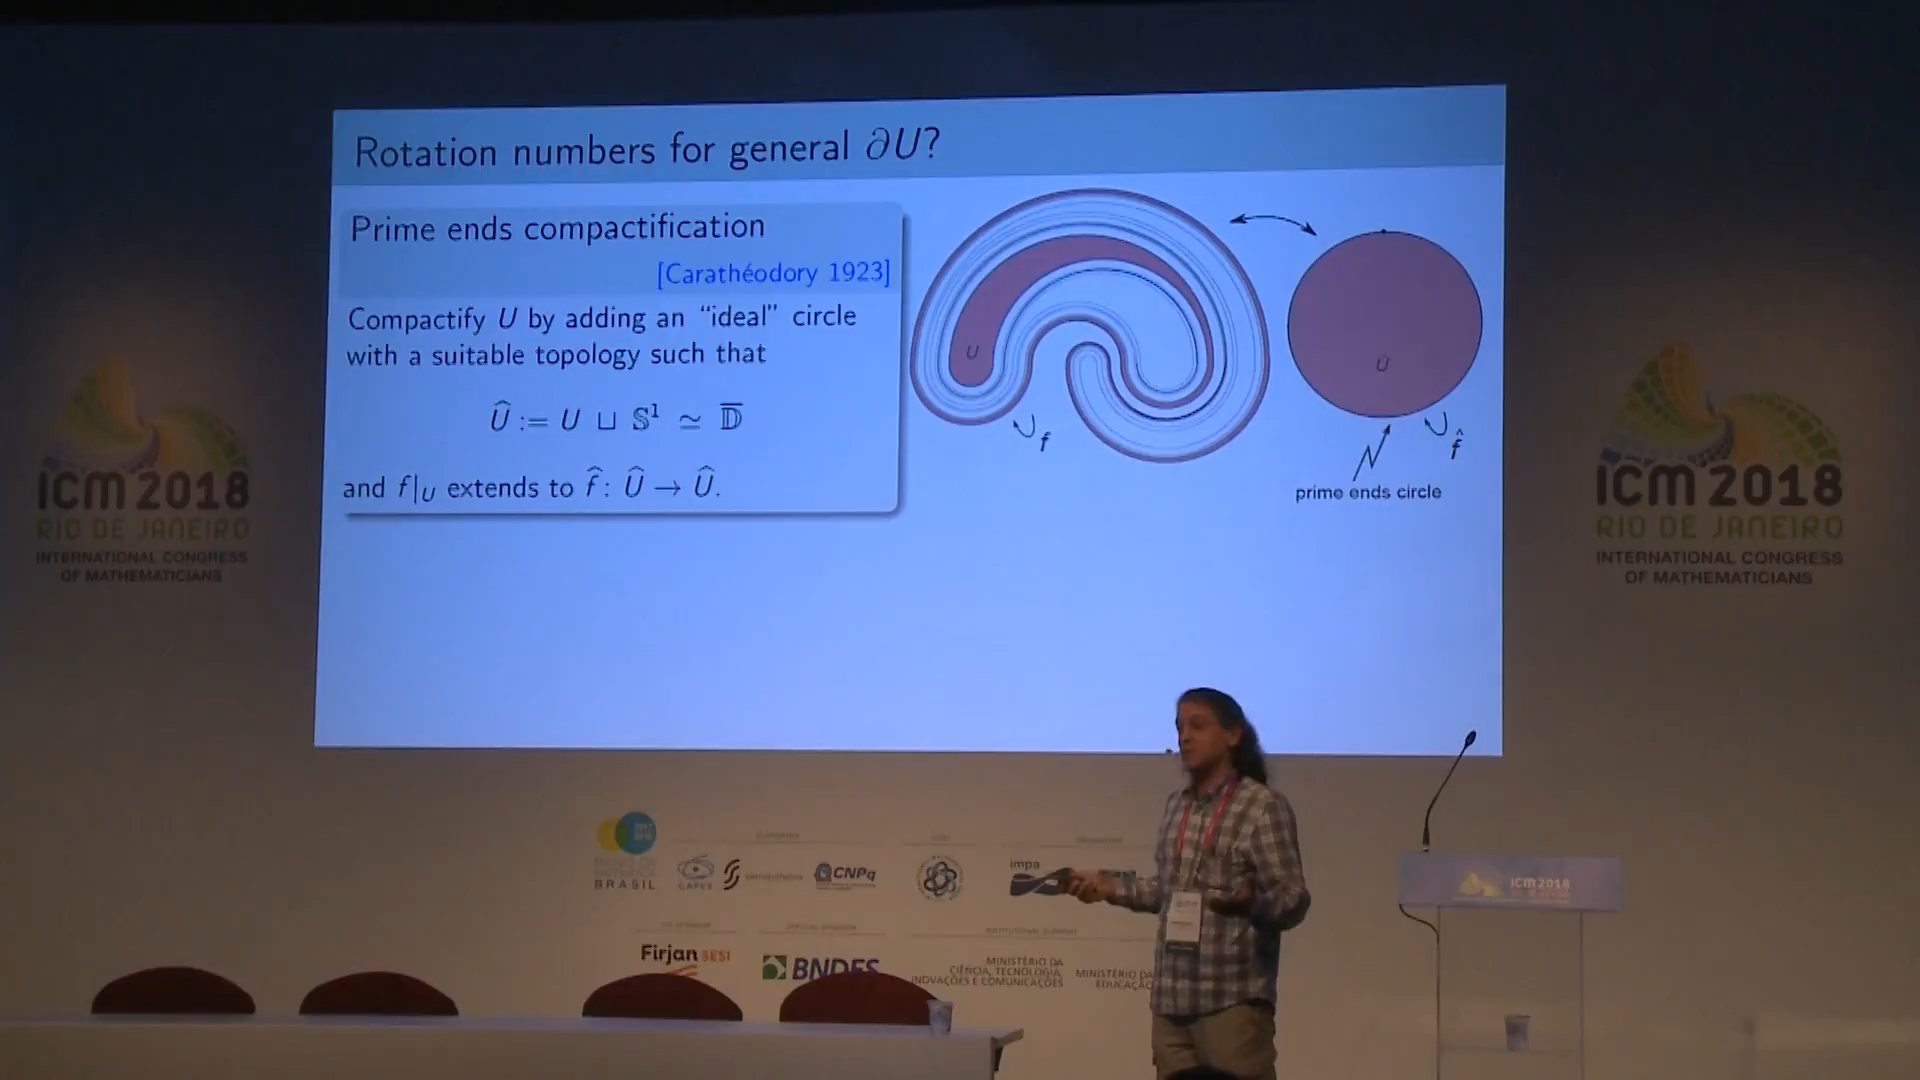 Rotation numbers for general ∂U?
Prime ends compactification
[Carathéodory 1923]
Compactify U by adding an “ideal” circle
with a suitable topology such that
Û := U ⊔ 𝕊¹ ≃ 𝔻̅
and f|_U extends to f̂ : Û → Û.
U
f
Û
f̂
prime ends circle
ICM 2018
RIO DE JANEIRO
INTERNATIONAL CONGRESS
OF MATHEMATICIANS
ICM 2018
RIO DE JANEIRO
INTERNATIONAL CONGRESS
OF MATHEMATICIANS
BRASIL
CAPES
CNPq
impa
Firjan SESI
BNDES
MINISTÉRIO DA
CIÊNCIA, TECNOLOGIA,
INOVAÇÕES E COMUNICAÇÕES
MINISTÉRIO DA
EDUCAÇÃO
ICM 2018